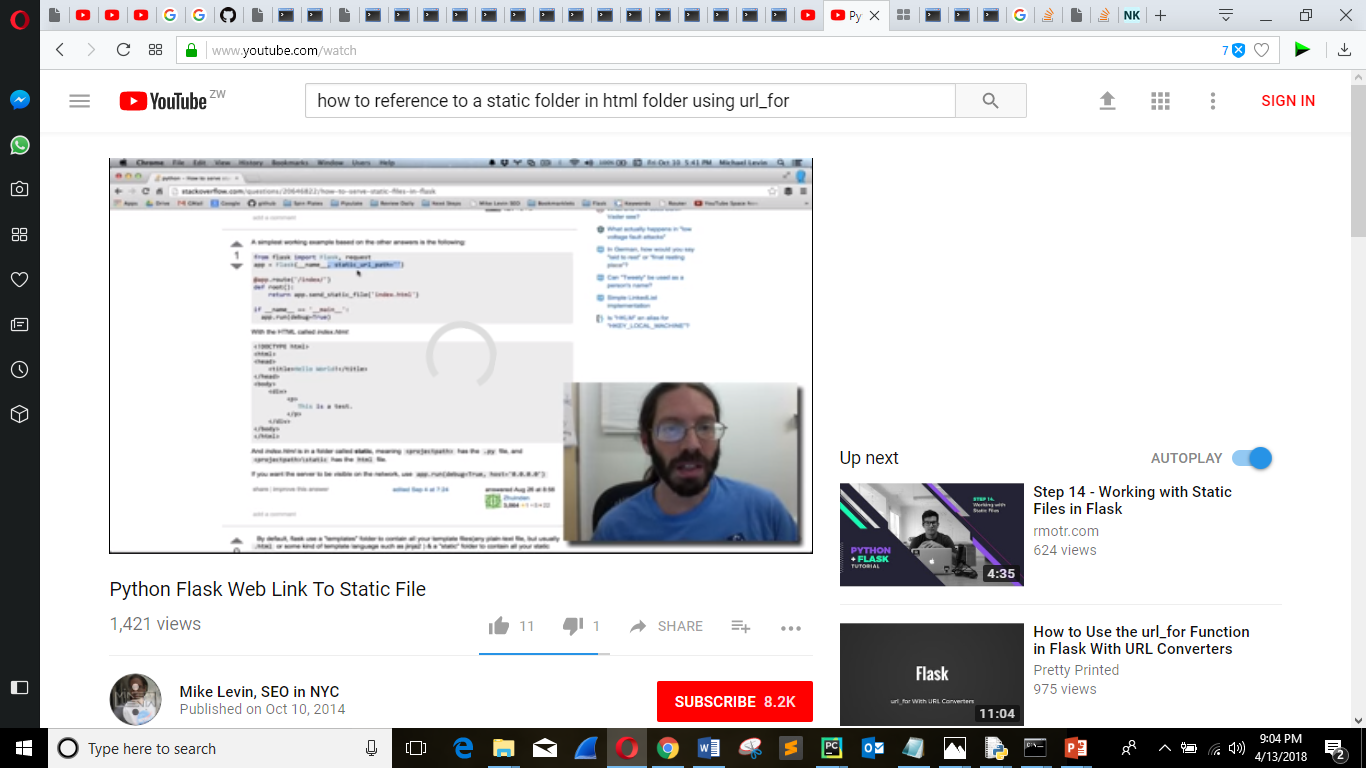 Py
NK
www.youtube.com/watch
7
YouTube ZW
how to reference to a static folder in html folder using url_for
SIGN IN
Chrome File Edit View History Bookmarks Window Users Help
Fri Oct 10 5:41 PM Michael Levin
stackoverflow.com/questions/20646822/how-to-serve-static-files-in-flask
add a comment
A simplest working example based on the other answers is the following:
1
from flask import Flask, request
app = Flask(__name__, static_url_path='')
@app.route('/index/')
def root():
return app.send_static_file('index.html')
if __name__ == '__main__':
app.run(debug=True)
With the HTML called index.html:
<!DOCTYPE html>
<html>
<head>
<title>Hello World!</title>
</head>
<body>
<div>
<p>
This is a test.
</p>
</div>
</body>
</html>
And index.html is in a folder called static, meaning <projectpath> has the .py file, and
<projectpath>\static has the html file.
If you want the server to be visible on the network, use app.run(debug=True, host='0.0.0.0')
share | improve this answer
edited Sep 4 at 7:24
add a comment
By default, flask use a "templates" folder to contain all your template files(any plain-text file, but usually
.html or some kind of template language such as jinja2 ) & a "static" folder to contain all your static
What actually happens in "low
voltage fault attacks"
In German, how would you say
"laid to rest" or "final resting
place"?
Can "Tweety" be used as a
person's name?
Simple LinkedList
implementation
Is "HKLM" an alias for
"HKEY_LOCAL_MACHINE"?
Python Flask Web Link To Static File
1,421 views
11
1
SHARE
Mike Levin, SEO in NYC
Published on Oct 10, 2014
SUBSCRIBE 8.2K
Up next
AUTOPLAY
STEP 14.
Working with
Static Files
PYTHON
+ FLASK
TUTORIAL
4:35
Step 14 - Working with Static
Files in Flask
rmotr.com
624 views
Flask
url_for With URL Converters
11:04
How to Use the url_for Function
in Flask With URL Converters
Pretty Printed
975 views
Type here to search
9:04 PM
4/13/2018
2